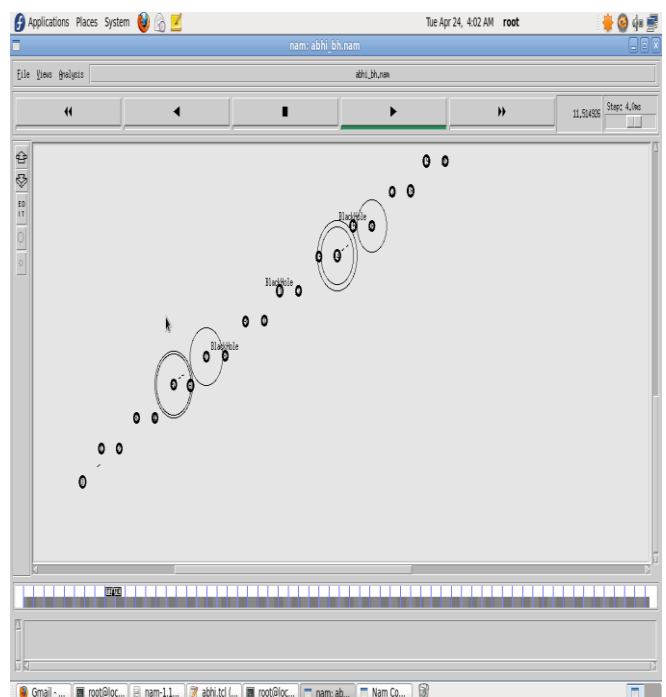 Applications Places System Tue Apr 24, 4:02 AM root
nam: abhi_bh.nam
File Views Analysis abhi_bh.nam
11.514926 Step: 4.0ms
ED
IT
BlackHole
BlackHole
BlackHole
Gmail - ... root@loc... nam-1.1... abhi.tcl (... root@loc... nam: ab... Nam Co...